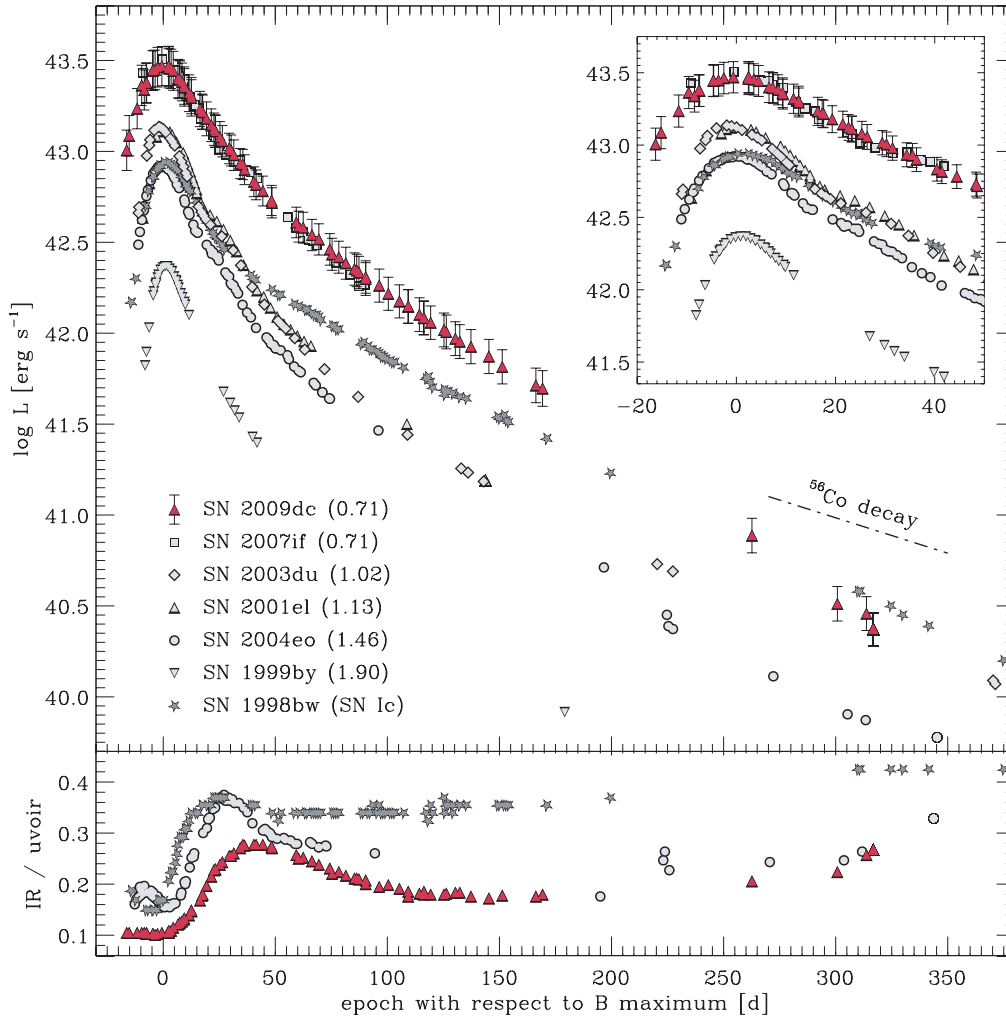 43.5
43.0
42.5
42.0
41.5
41.0
40.5
40.0
log L [erg s⁻¹]
43.5
43.0
42.5
42.0
41.5
-20
0
20
40
⁵⁶Co decay
SN 2009dc (0.71)
SN 2007if (0.71)
SN 2003du (1.02)
SN 2001el (1.13)
SN 2004eo (1.46)
SN 1999by (1.90)
SN 1998bw (SN Ic)
0.4
0.3
0.2
0.1
IR / uvoir
0
50
100
150
200
250
300
350
epoch with respect to B maximum [d]